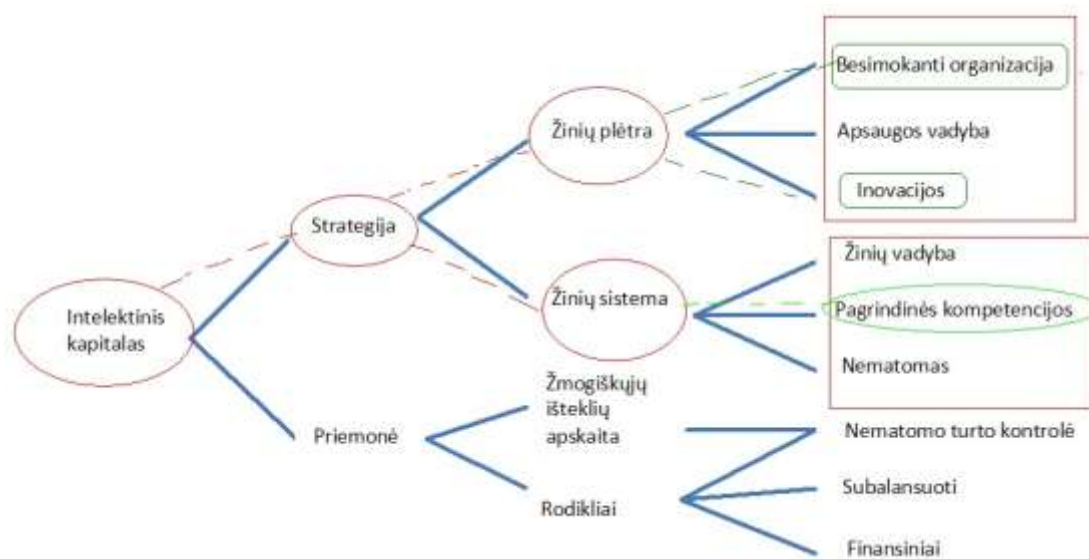 Besimokanti organizacija
Žinių plėtra
Apsaugos vadyba
Inovacijos
Strategija
Žinių vadyba
Žinių sistema
Pagrindinės kompetencijos
Intelektinis
kapitalas
Nematomas
Žmogiškųjų
išteklių
apskaita
Priemonė
Nematomo turto kontrolė
Subalansuoti
Rodikliai
Finansiniai